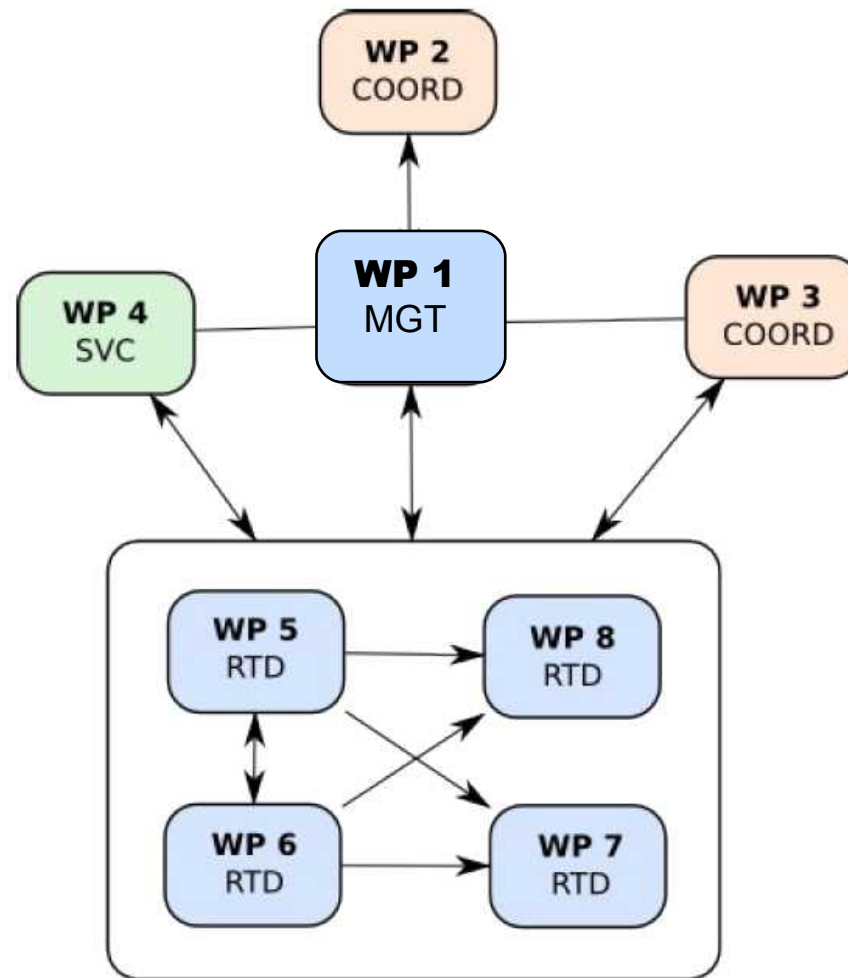 WP 2
COORD
WP 1
MGT
WP 4
SVC
WP 3
COORD
WP 5
RTD
WP 8
RTD
WP 6
RTD
WP 7
RTD